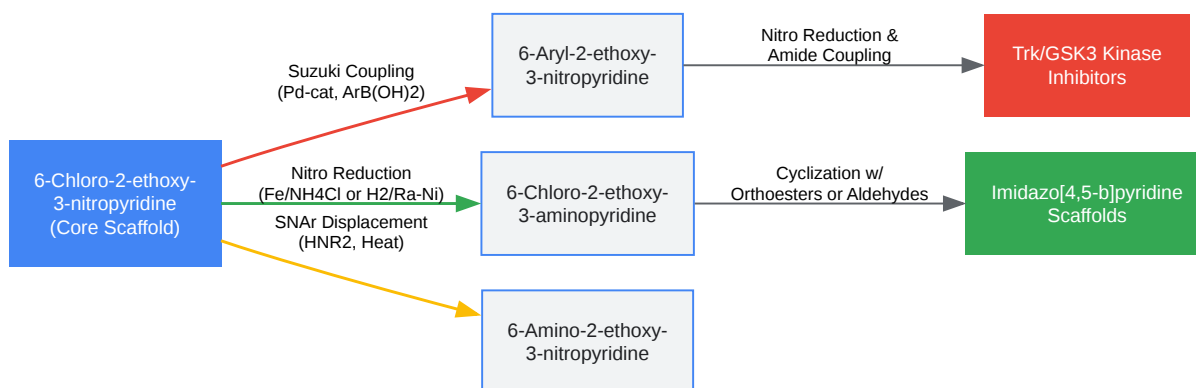 6-Chloro-2-ethoxy-
3-nitropyridine
(Core Scaffold)
Suzuki Coupling
(Pd-cat, ArB(OH)2)
6-Aryl-2-ethoxy-
3-nitropyridine
Nitro Reduction &
Amide Coupling
Trk/GSK3 Kinase
Inhibitors
Nitro Reduction
(Fe/NH4Cl or H2/Ra-Ni)
6-Chloro-2-ethoxy-
3-aminopyridine
Cyclization w/
Orthoesters or Aldehydes
Imidazo[4,5-b]pyridine
Scaffolds
SNAr Displacement
(HNR2, Heat)
6-Amino-2-ethoxy-
3-nitropyridine